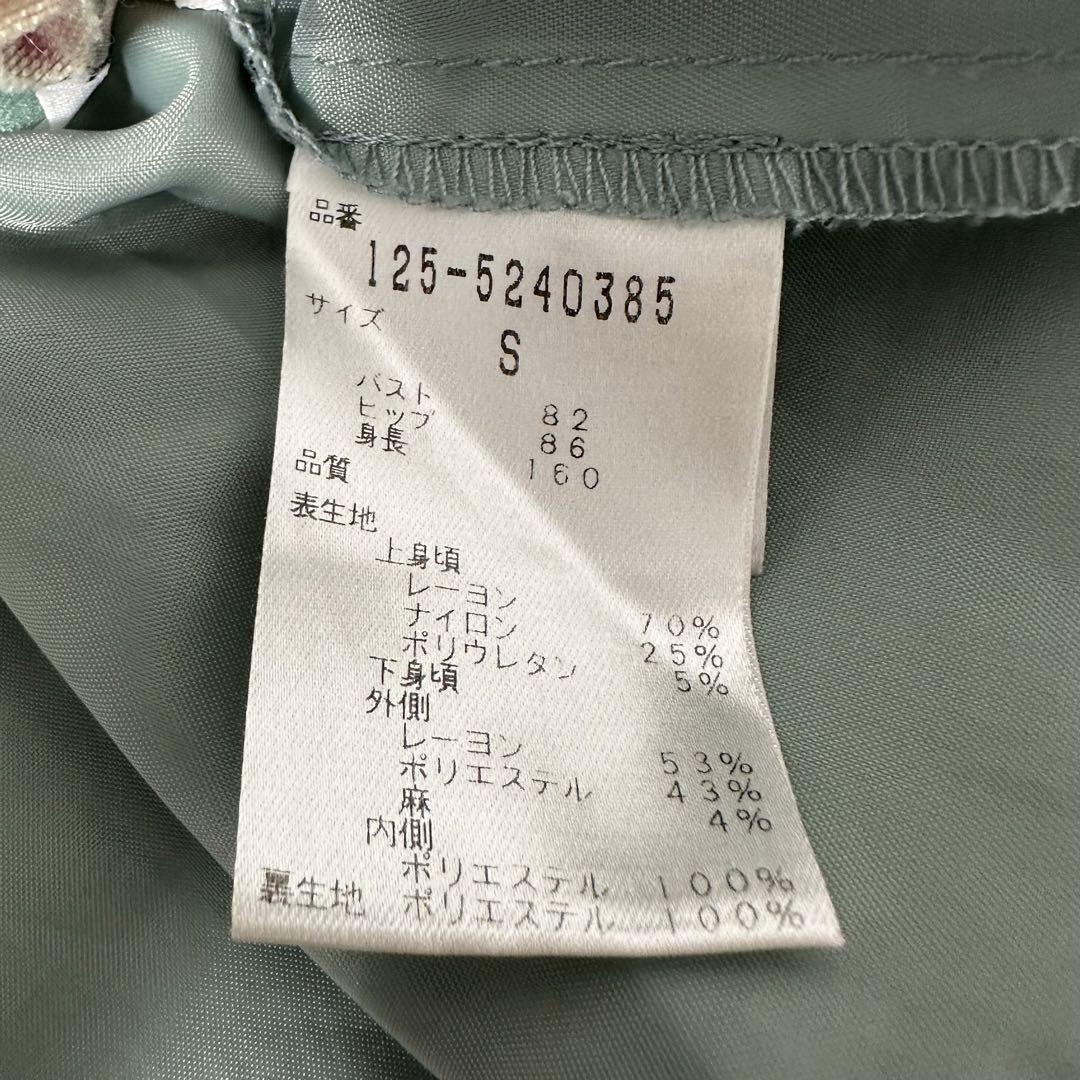 品番
125-5240385
サイズ
S
バスト 82
ヒップ 86
身長 160
品質
表生地
上身頃
レーヨン 70%
ナイロン 25%
ポリウレタン 5%
下身頃
外側
レーヨン 53%
ポリエステル 43%
麻 4%
内側
ポリエステル 100%
裏生地 ポリエステル 100%